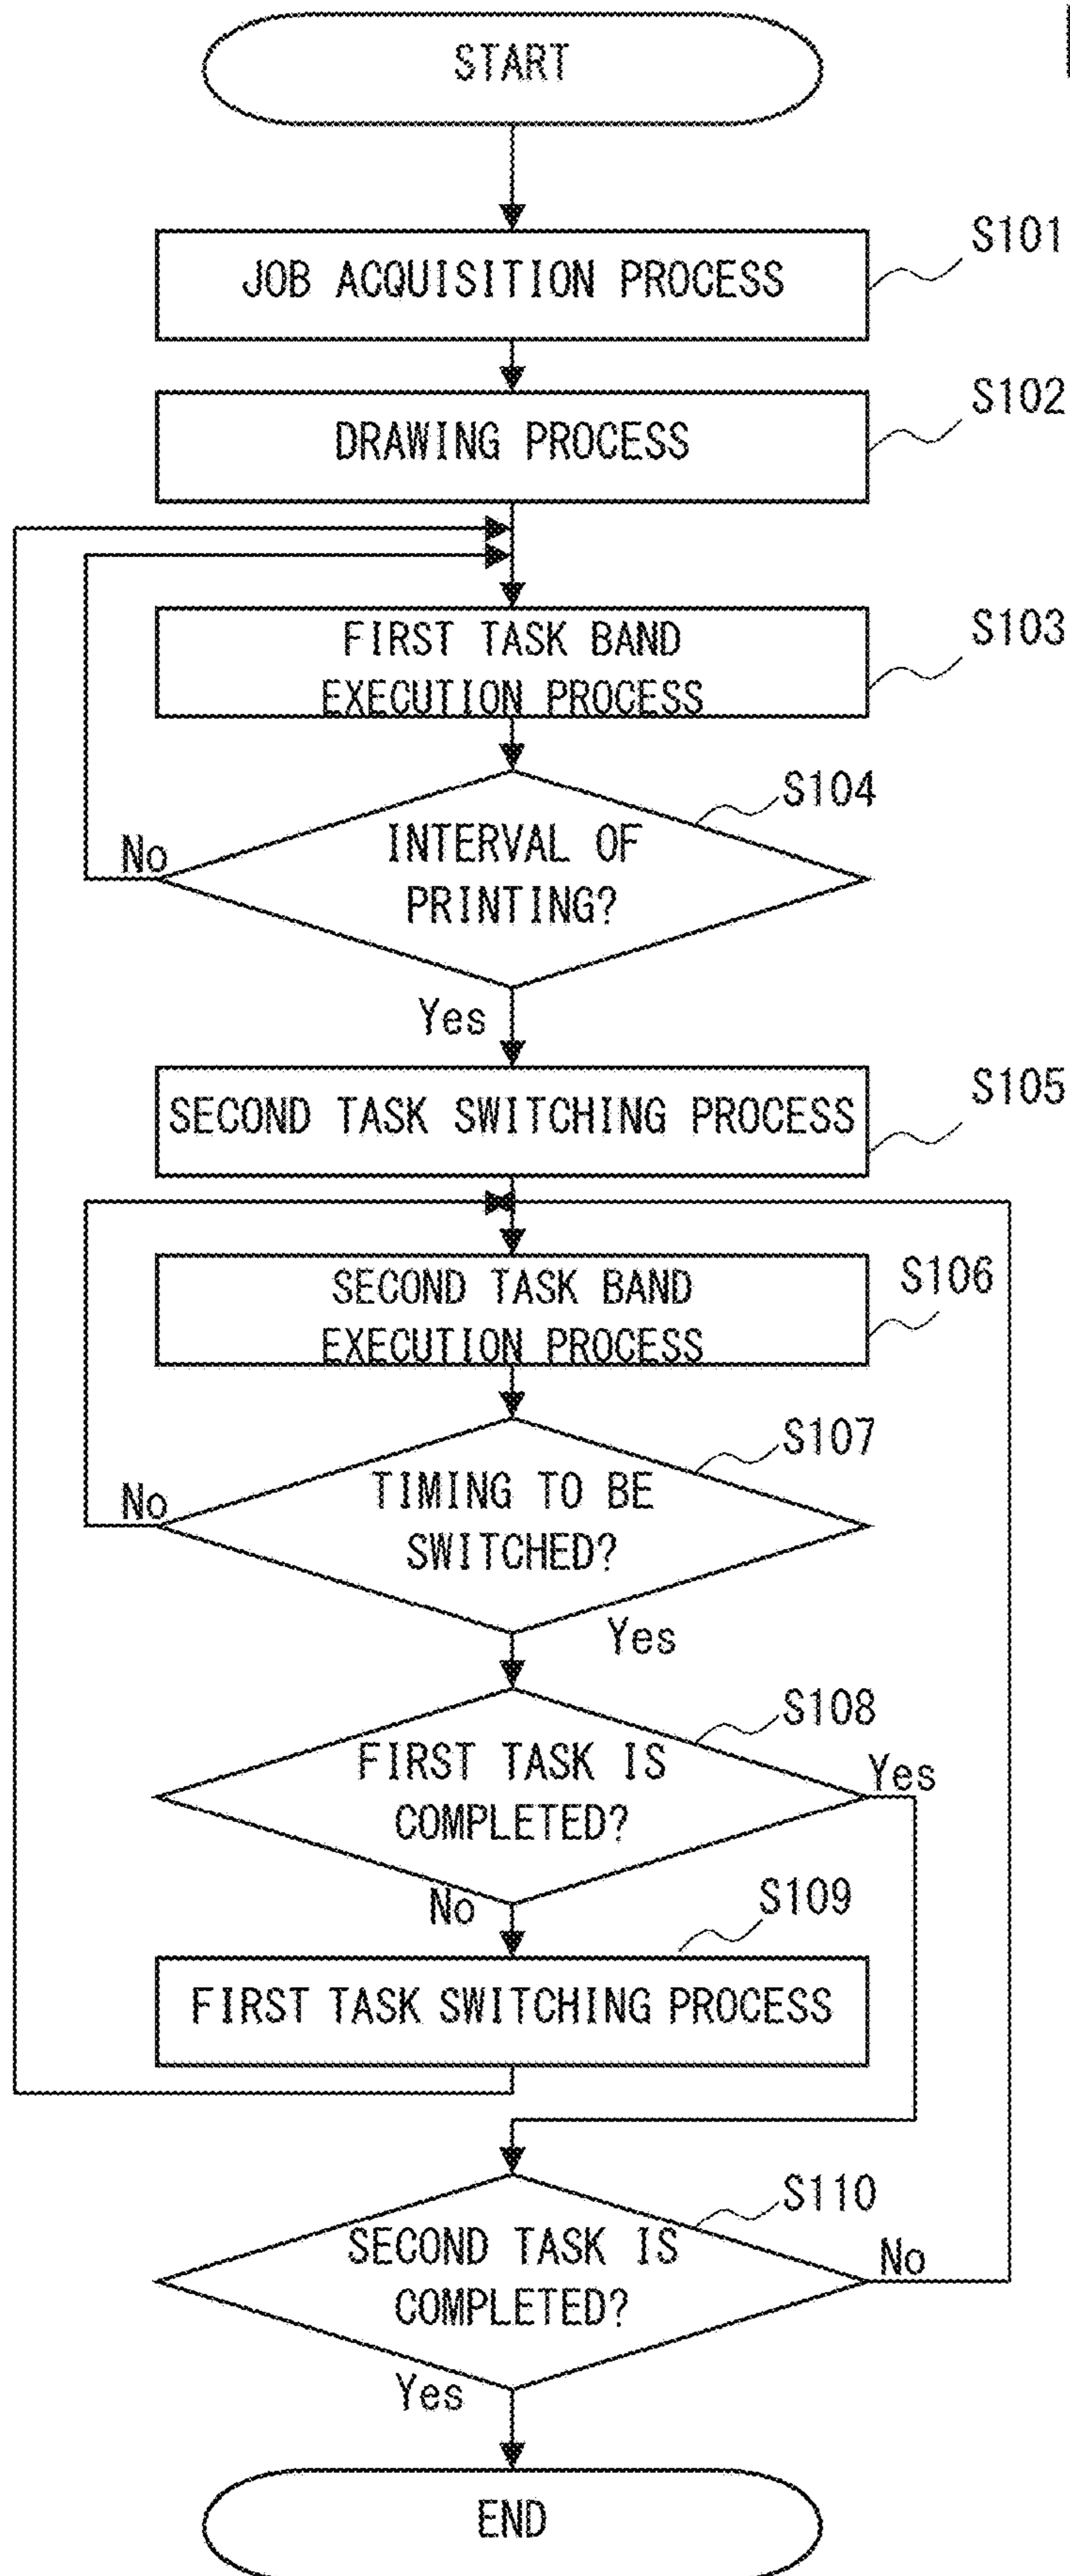 START
S101
JOB ACQUISITION PROCESS
S102
DRAWING PROCESS
S103
FIRST TASK BAND
EXECUTION PROCESS
S104
INTERVAL OF
PRINTING?
No
Yes
S105
SECOND TASK SWITCHING PROCESS
S106
SECOND TASK BAND
EXECUTION PROCESS
S107
TIMING TO BE
SWITCHED?
No
Yes
S108
FIRST TASK IS
COMPLETED?
Yes
No
S109
FIRST TASK SWITCHING PROCESS
S110
SECOND TASK IS
COMPLETED?
No
Yes
END